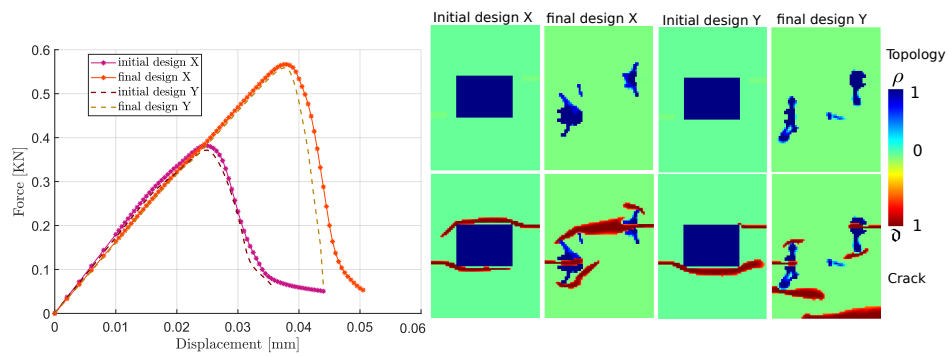 Initial design X
final design X
Initial design Y
final design Y
0.6
0.5
0.4
0.3
0.2
0.1
0
Force [KN]
initial design X
final design X
initial design Y
final design Y
0
0.01
0.02
0.03
0.04
0.05
0.06
Displacement [mm]
Topology
ρ
1
0
1
𝔡
Crack